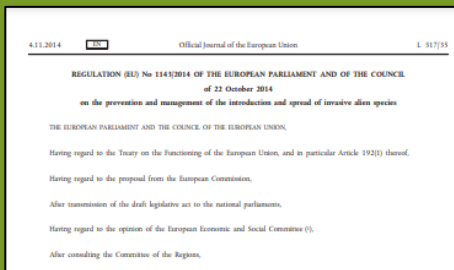 4.11.2014 EN Official Journal of the European Union L 317/35
REGULATION (EU) No 1143/2014 OF THE EUROPEAN PARLIAMENT AND OF THE COUNCIL
of 22 October 2014
on the prevention and management of the introduction and spread of invasive alien species
THE EUROPEAN PARLIAMENT AND THE COUNCIL OF THE EUROPEAN UNION,
Having regard to the Treaty on the Functioning of the European Union, and in particular Article 192(1) thereof,
Having regard to the proposal from the European Commission,
After transmission of the draft legislative act to the national parliaments,
Having regard to the opinion of the European Economic and Social Committee (¹),
After consulting the Committee of the Regions,